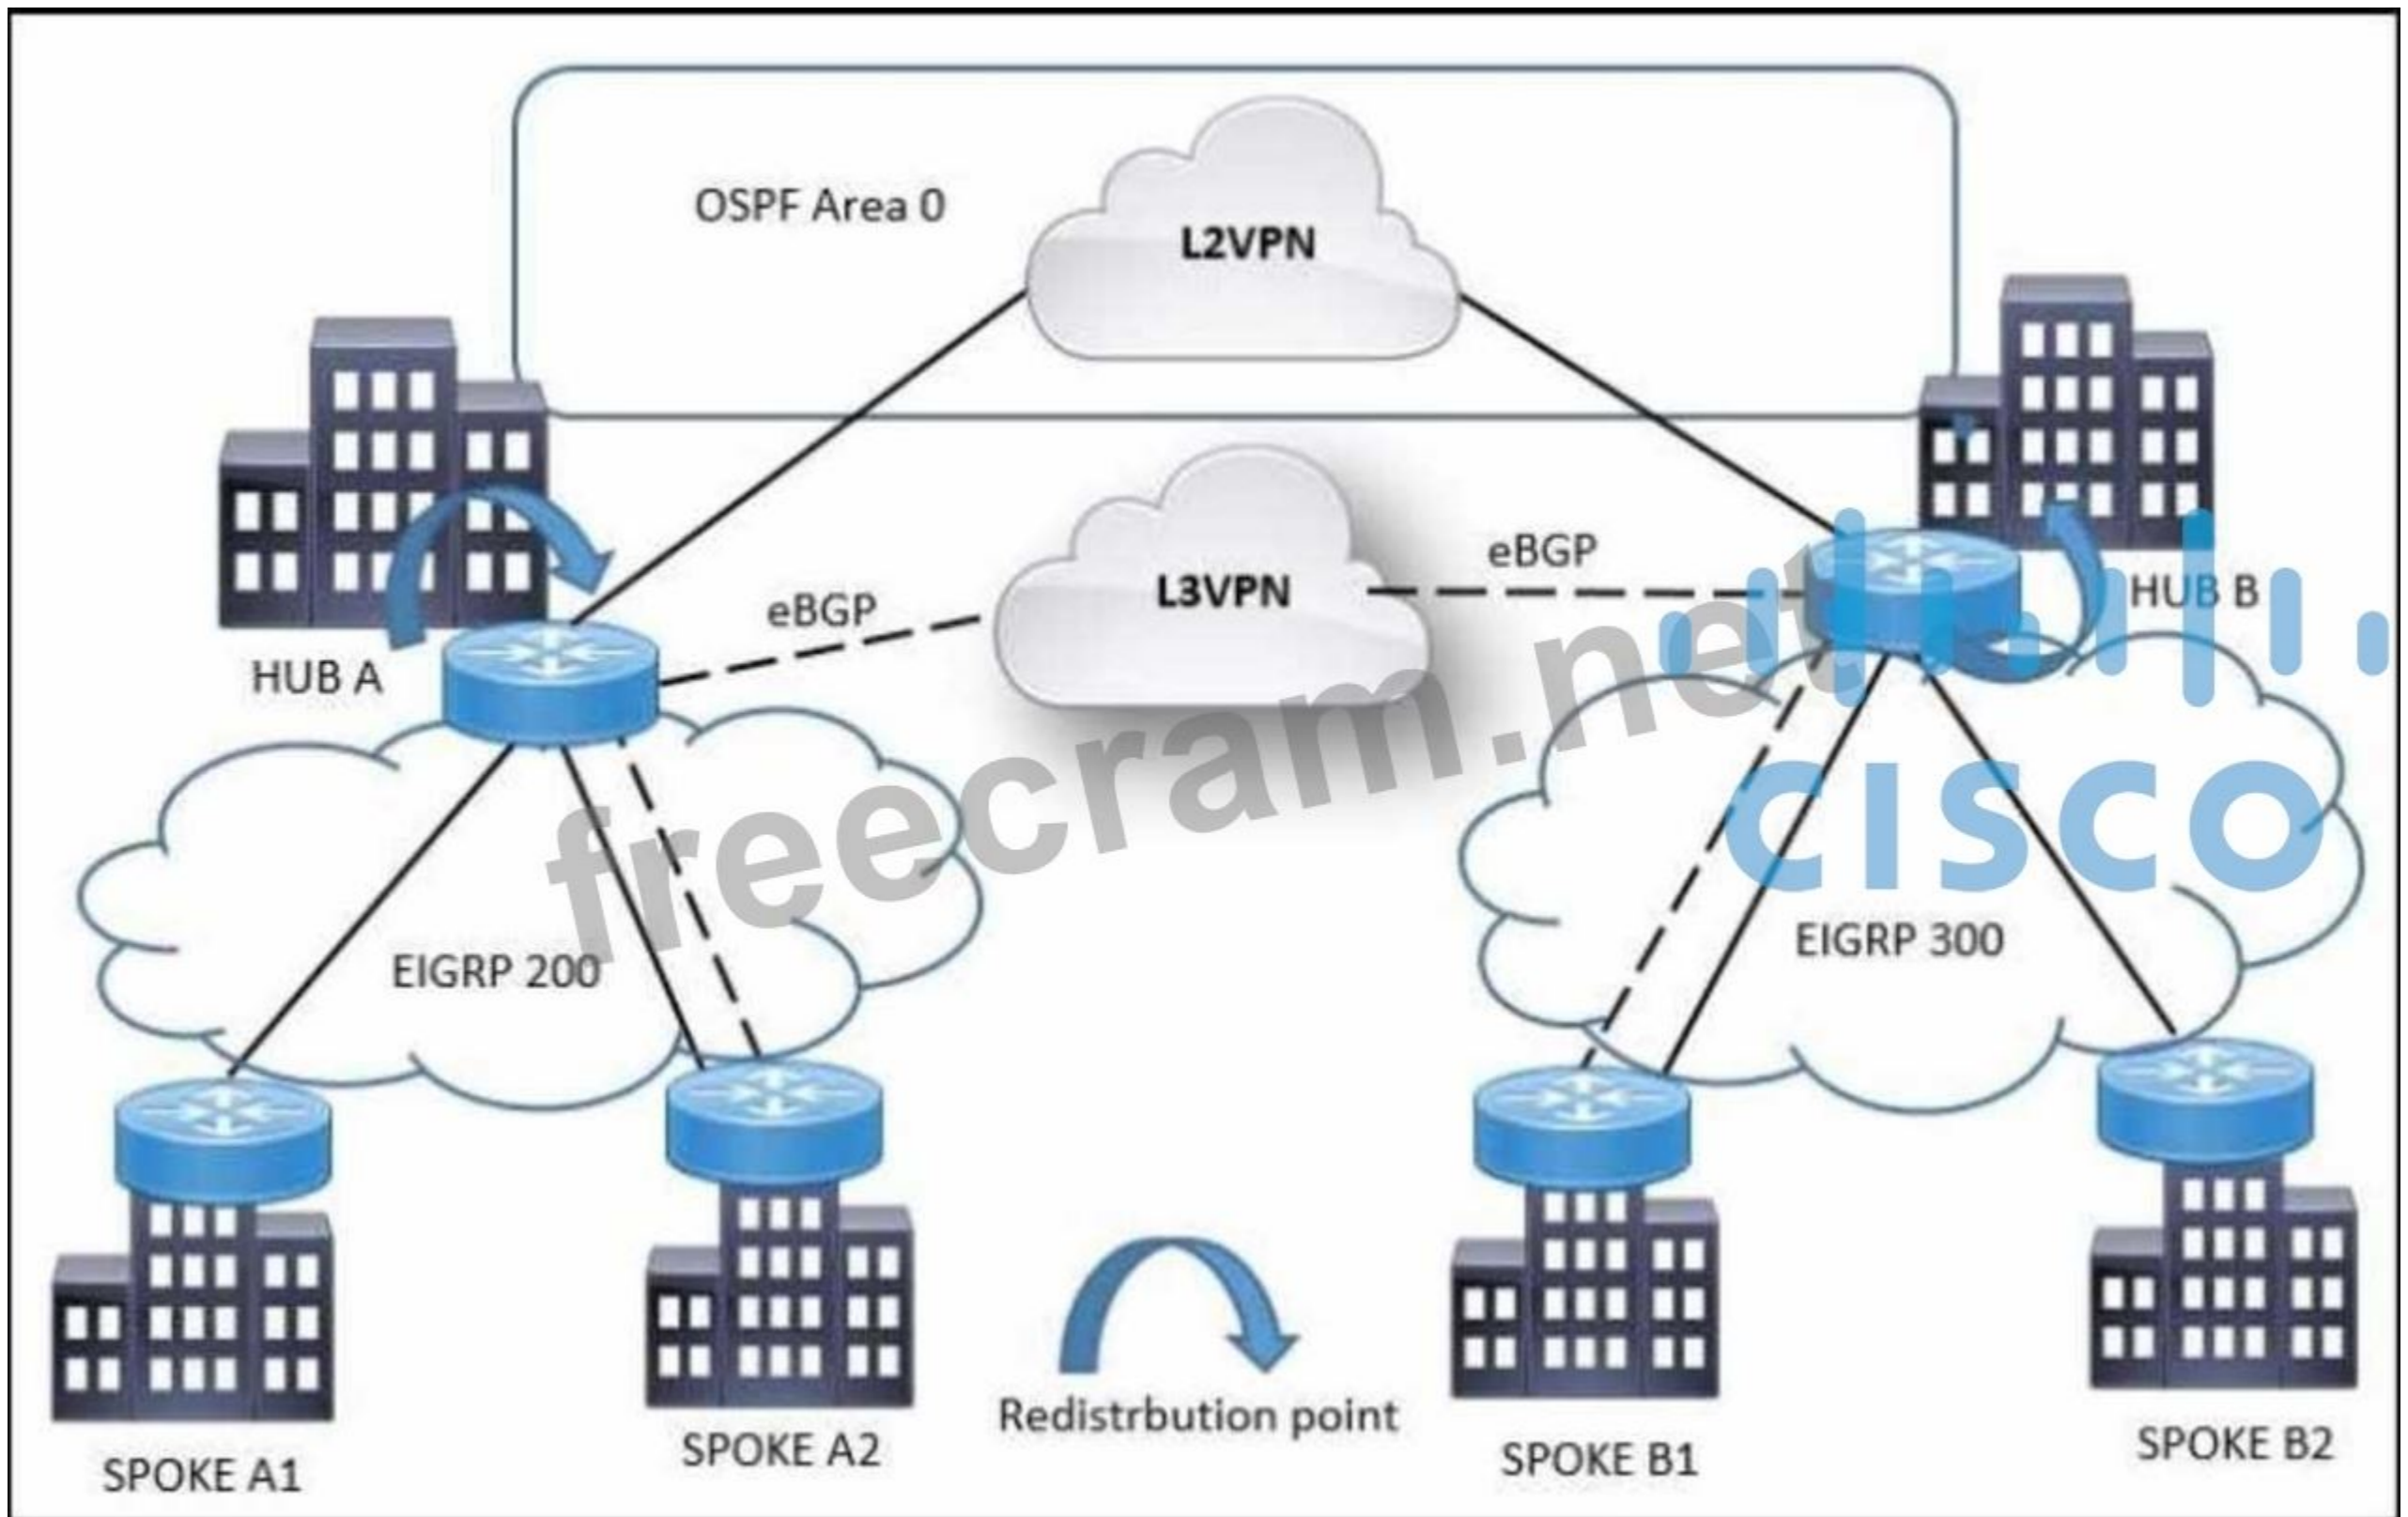 OSPF Area 0
L2VPN
eBGP
L3VPN
eBGP
HUB A
HUB B
freecram.net
CISCO
EIGRP 200
EIGRP 300
Redistrbution point
SPOKE A1
SPOKE A2
SPOKE B1
SPOKE B2